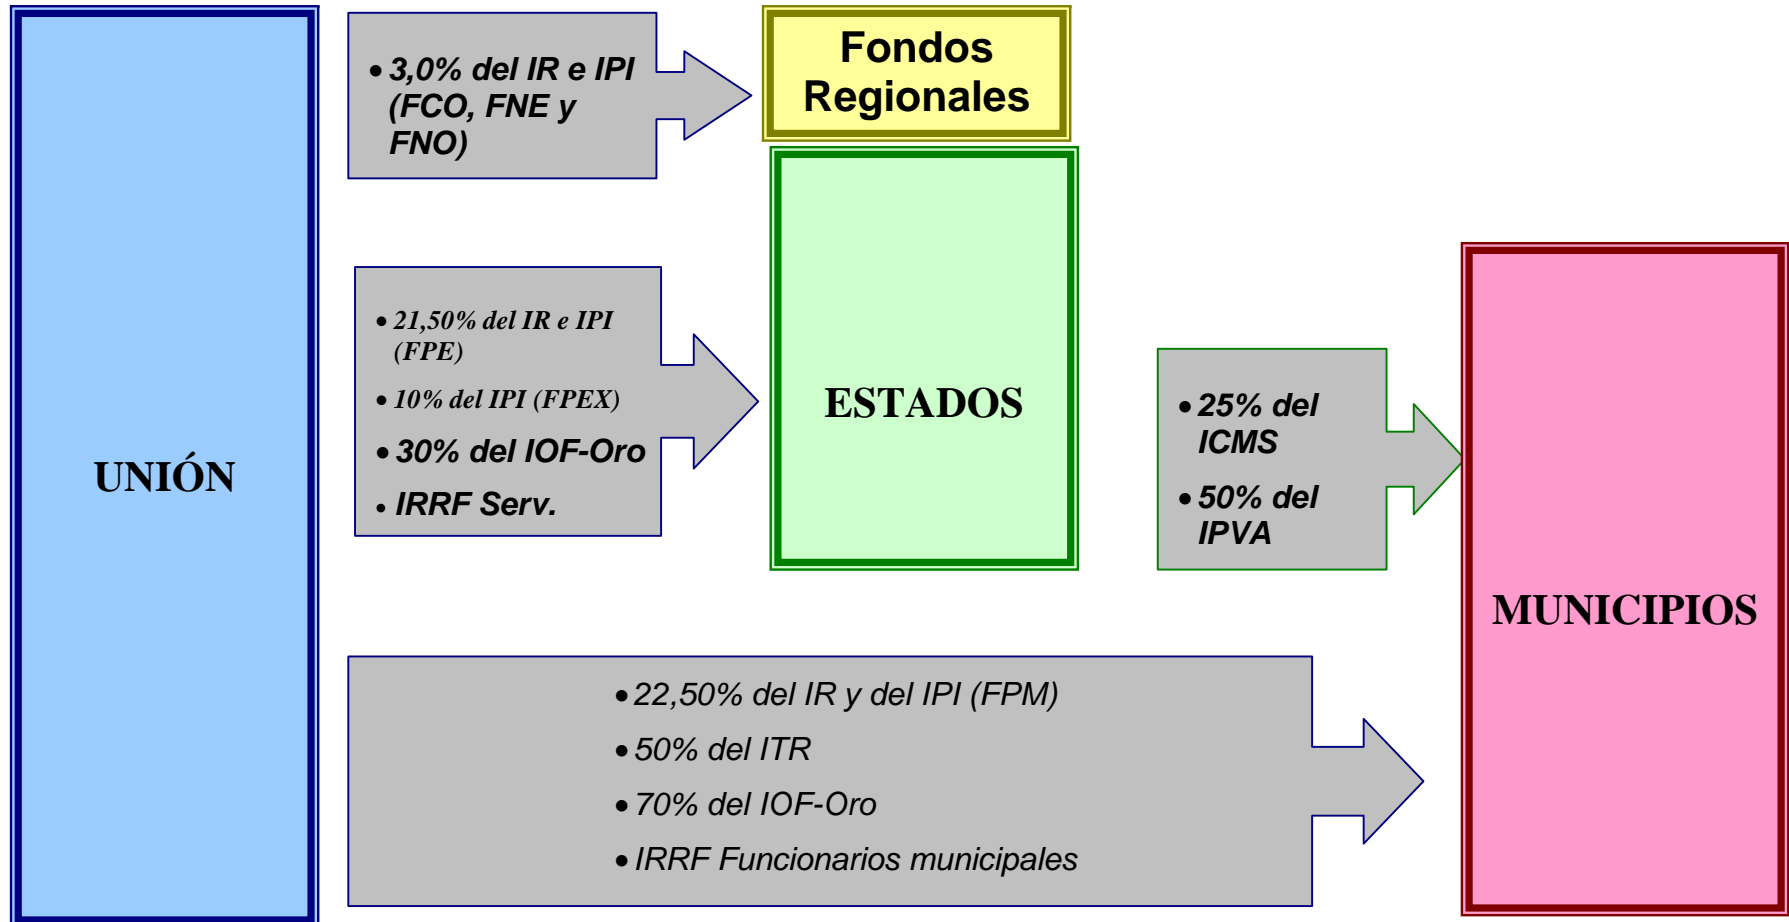 UNIÓN
• 3,0% del IR e IPI
(FCO, FNE y
FNO)
Fondos
Regionales
• 21,50% del IR e IPI
(FPE)
• 10% del IPI (FPEX)
• 30% del IOF-Oro
• IRRF Serv.
ESTADOS
• 25% del
ICMS
• 50% del
IPVA
MUNICIPIOS
• 22,50% del IR y del IPI (FPM)
• 50% del ITR
• 70% del IOF-Oro
• IRRF Funcionarios municipales